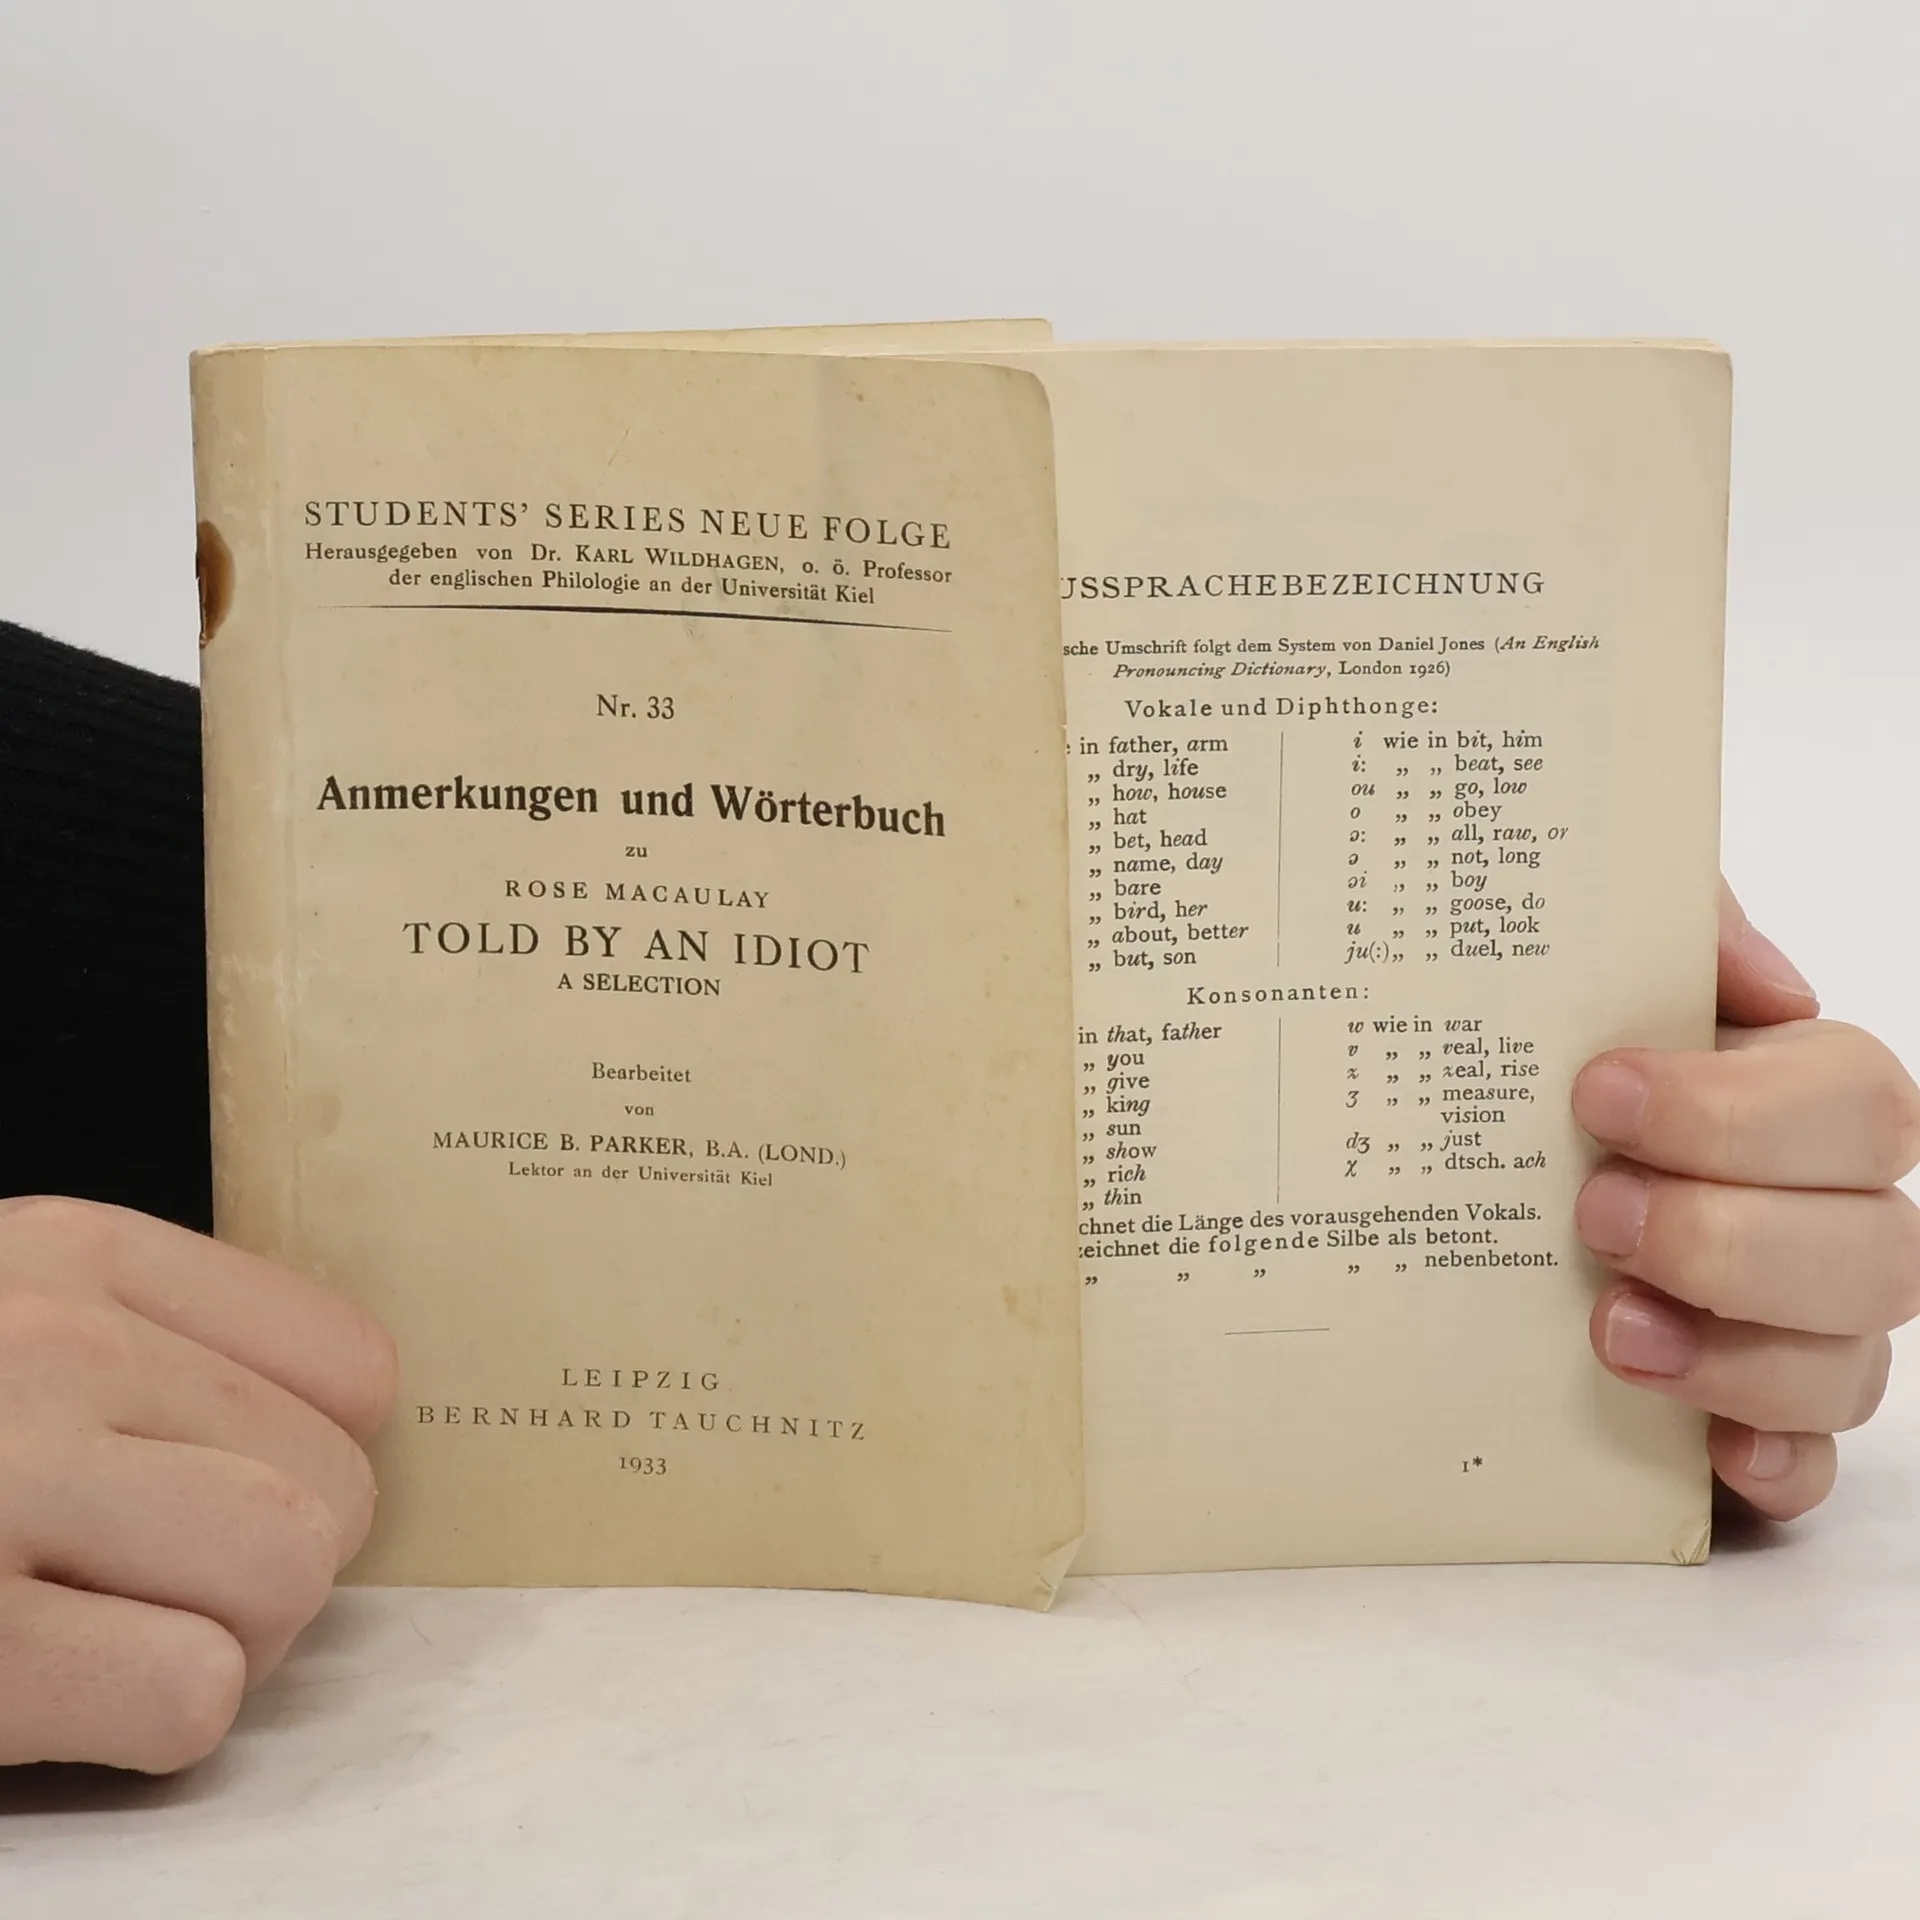 STUDENTS' SERIES NEUE FOLGE
Herausgegeben von Dr. KARL WILDHAGEN, o. ö. Professor
der englischen Philologie an der Universität Kiel
Nr. 33
Anmerkungen und Wörterbuch
zu
ROSE MACAULAY
TOLD BY AN IDIOT
A SELECTION
Bearbeitet
von
MAURICE B. PARKER, B.A. (LOND.)
Lektor an der Universität Kiel
LEIPZIG
BERNHARD TAUCHNITZ
1933
USSPRACHEBEZEICHNUNG
sche Umschrift folgt dem System von Daniel Jones (An English
Pronouncing Dictionary, London 1926)
Vokale und Diphthonge:
: in father, arm
„ dry, life
„ how, house
„ hat
„ bet, head
„ name, day
„ bare
„ bird, her
„ about, better
„ but, son
i wie in bit, him
i: „ „ beat, see
ou „ „ go, low
o „ „ obey
ɔ: „ „ all, raw, or
ɔ „ „ not, long
ɔi „ „ boy
u: „ „ goose, do
u „ „ put, look
ju(:) „ „ duel, new
Konsonanten:
in that, father
„ you
„ give
„ king
„ sun
„ show
„ rich
„ thin
w wie in war
v „ „ veal, live
z „ „ zeal, rise
ʒ „ „ measure,
vision
dʒ „ „ just
χ „ „ dtsch. ach
chnet die Länge des vorausgehenden Vokals.
zeichnet die folgende Silbe als betont.
„ „ „ „ „ nebenbetont.
1*